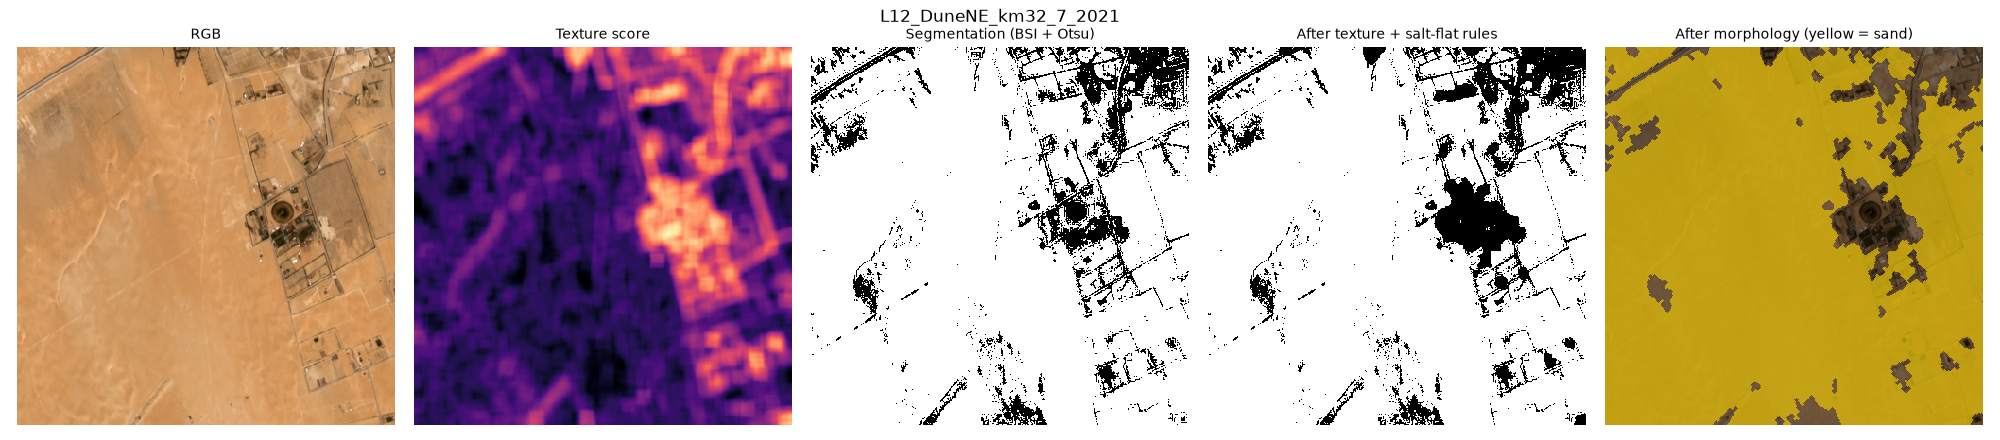 L12_DuneNE_km32_7_2021
RGB
Texture score
Segmentation (BSI + Otsu)
After texture + salt-flat rules
After morphology (yellow = sand)